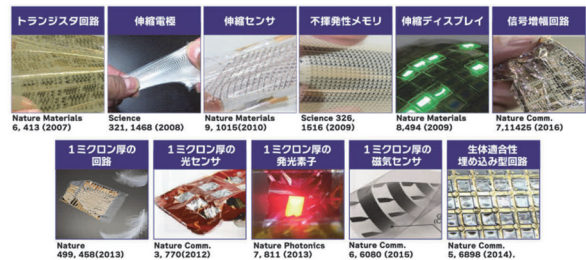 トランジスタ回路
伸縮電極
伸縮センサ
不揮発性メモリ
伸縮ディスプレイ
信号増幅回路
Nature Materials
6, 413 (2007)
Science
321, 1468 (2008)
Nature Materials
9, 1015(2010)
Science 326,
1516 (2009)
Nature Materials
8,494 (2009)
Nature Comm.
7,11425 (2016)
1ミクロン厚の
回路
1ミクロン厚の
光センサ
1ミクロン厚の
発光素子
1ミクロン厚の
磁気センサ
生体適合性
埋め込み型回路
Nature
499, 458(2013)
Nature Comm.
3, 770(2012)
Nature Photonics
7, 811 (2013)
Nature Comm.
6, 6080 (2015)
Nature Comm.
5, 6898 (2014).